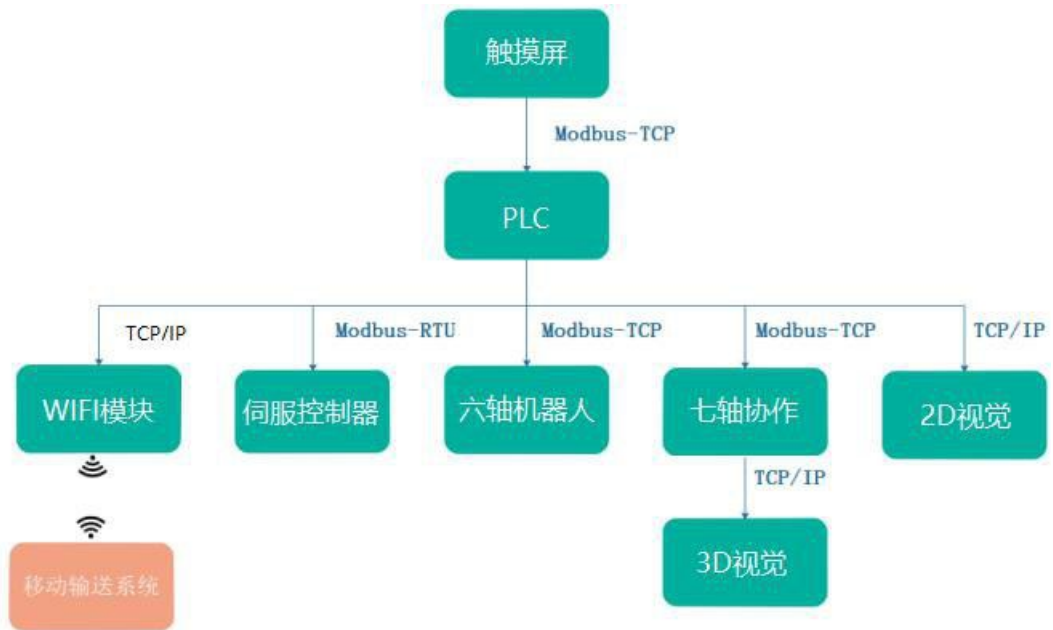 触摸屏
Modbus-TCP
PLC
TCP/IP
Modbus-RTU
Modbus-TCP
Modbus-TCP
TCP/IP
WIFI模块
伺服控制器
六轴机器人
七轴协作
2D视觉
TCP/IP
3D视觉
移动输送系统